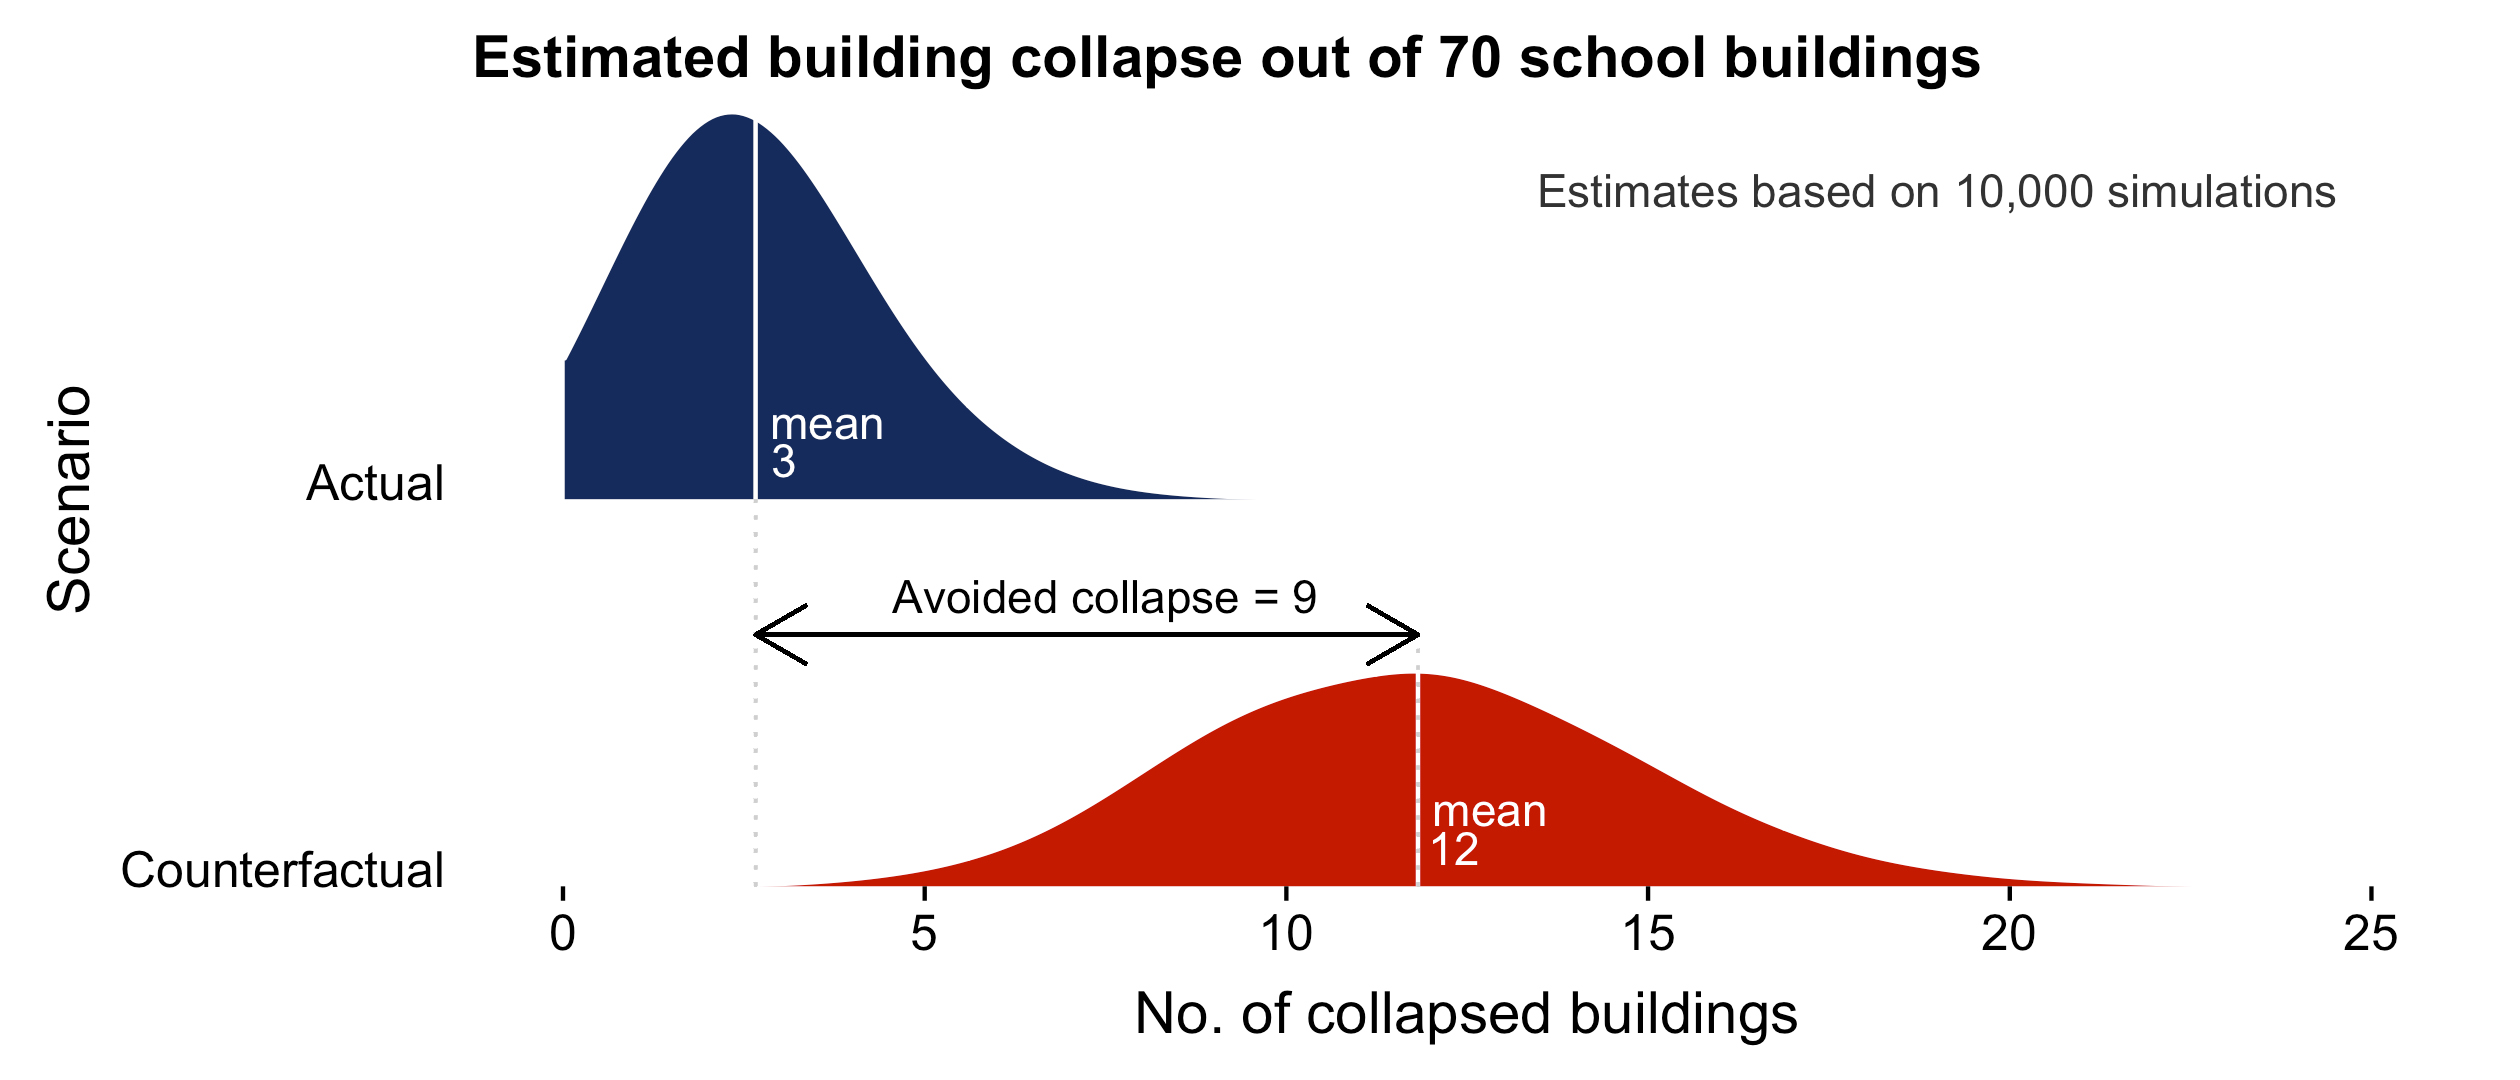 Estimated building collapse out of 70 school buildings
Estimates based on 10,000 simulations
Scenario
Actual
mean
3
Avoided collapse = 9
mean
12
Counterfactual
0 5 10 15 20 25
No. of collapsed buildings